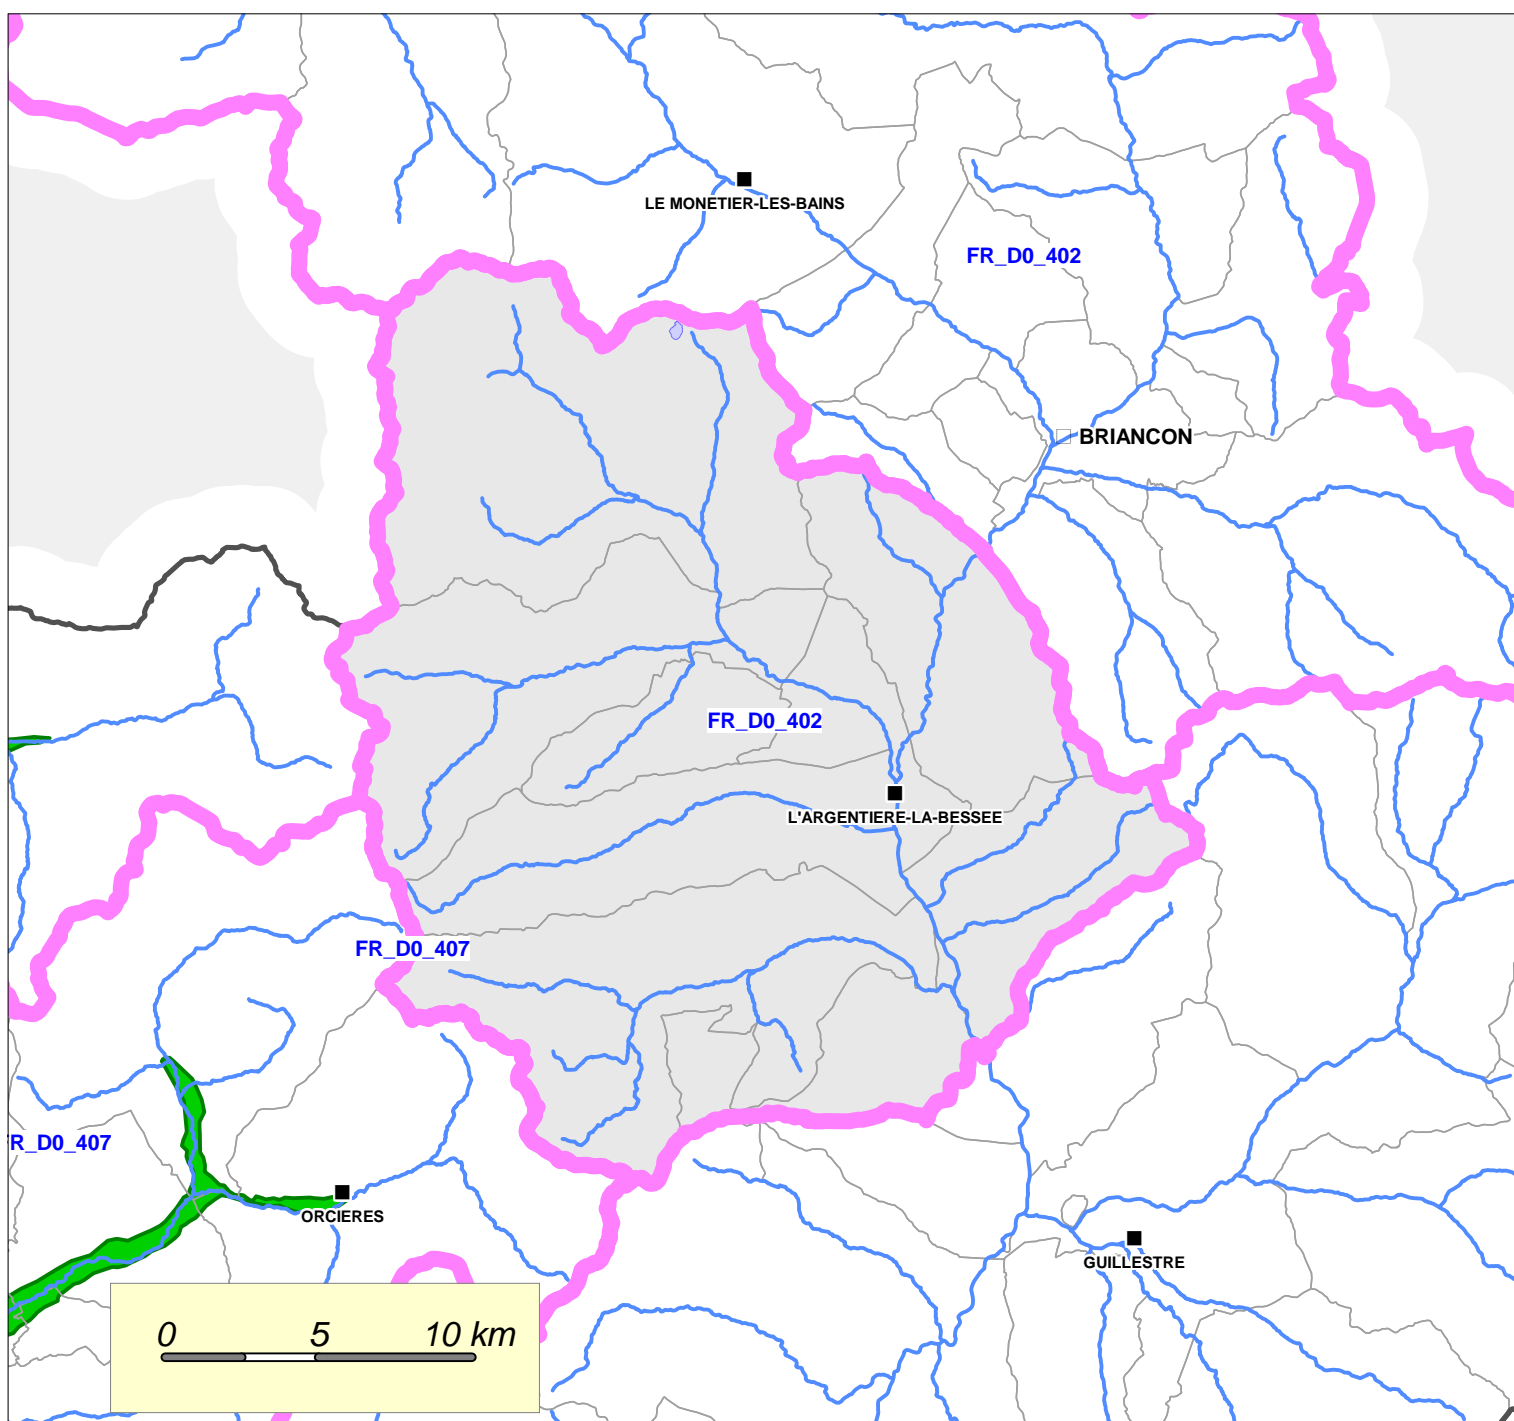 LE MONETIER-LES-BAINS
FR_D0_402
BRIANCON
FR_D0_402
L'ARGENTIERE-LA-BESSEE
FR_D0_407
R_D0_407
ORCIERES
GUILLESTRE
0 5 10 km